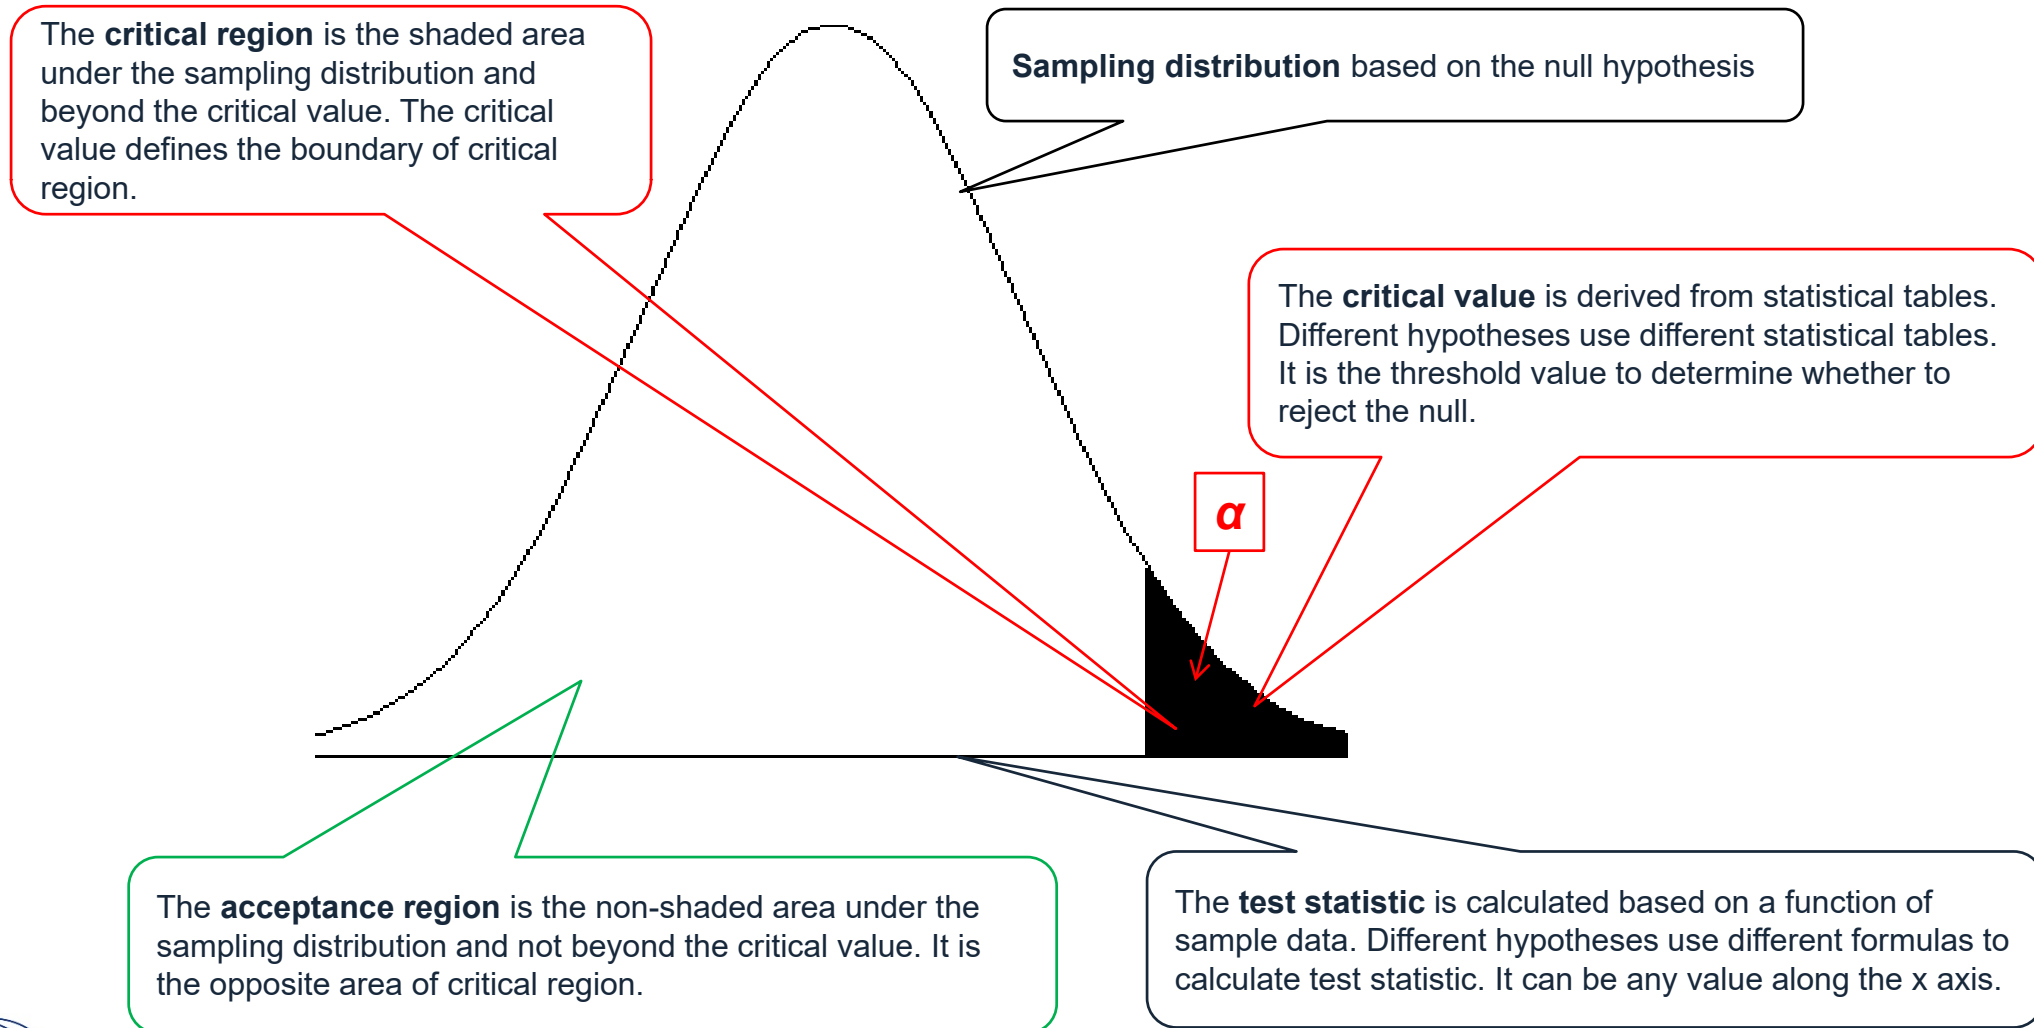 The critical region is the shaded area
under the sampling distribution and
beyond the critical value. The critical
value defines the boundary of critical
region.
Sampling distribution based on the null hypothesis
The critical value is derived from statistical tables.
Different hypotheses use different statistical tables.
It is the threshold value to determine whether to
reject the null.
α
The acceptance region is the non-shaded area under the
sampling distribution and not beyond the critical value. It is
the opposite area of critical region.
The test statistic is calculated based on a function of
sample data. Different hypotheses use different formulas to
calculate test statistic. It can be any value along the x axis.